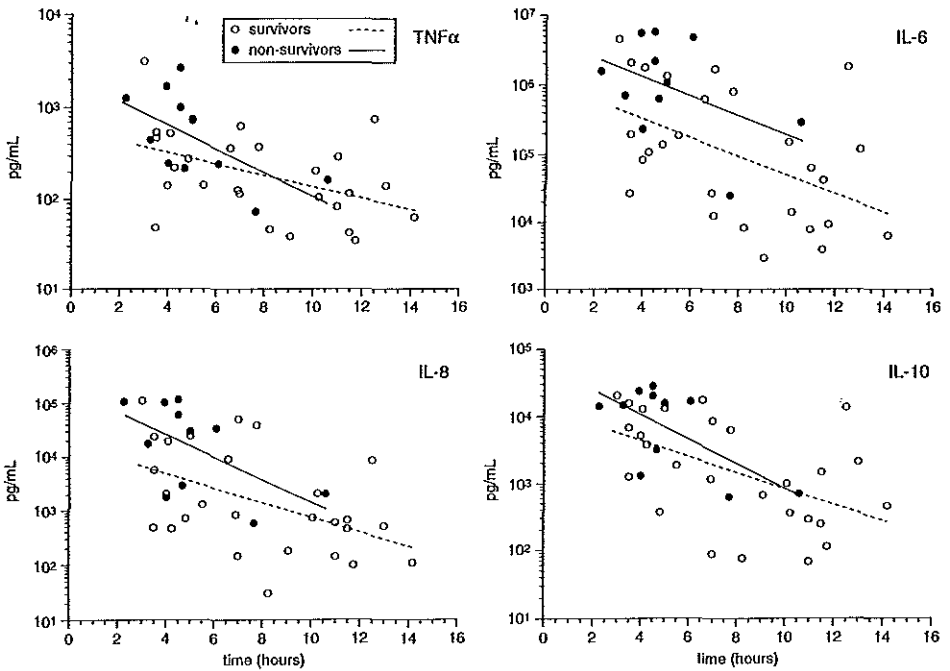 10⁴
10³
10²
10¹
pg/mL
0 2 4 6 8 10 12 14 16
survivors
non-survivors
TNFα
10⁷
10⁶
10⁵
10⁴
10³
pg/mL
0 2 4 6 8 10 12 14 16
IL-6
10⁶
10⁵
10⁴
10³
10²
10¹
pg/mL
0 2 4 6 8 10 12 14 16
time (hours)
IL-8
10⁵
10⁴
10³
10²
10¹
pg/mL
0 2 4 6 8 10 12 14 16
time (hours)
IL-10